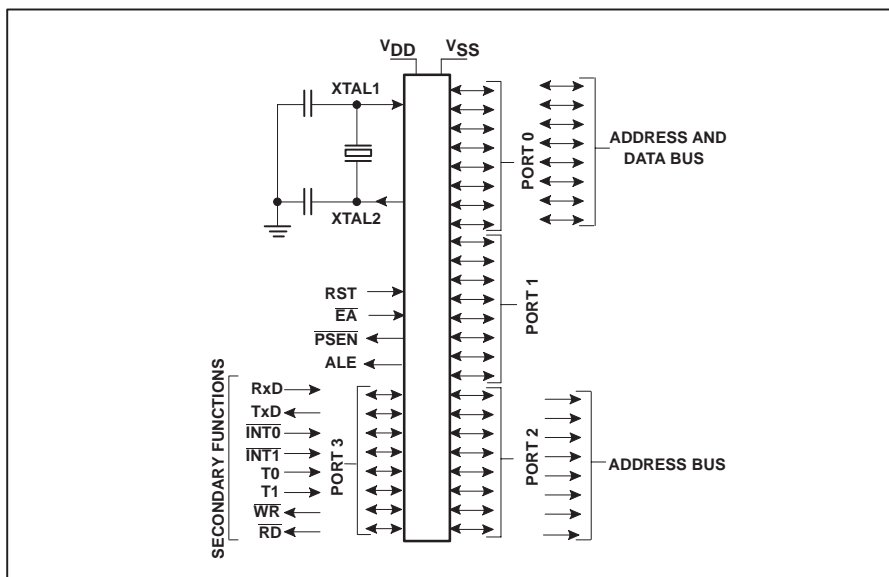 VDD
VSS
XTAL1
XTAL2
RST
EA
PSEN
ALE
SECONDARY FUNCTIONS
RxD
TxD
INT0
INT1
T0
T1
WR
RD
PORT 3
PORT 0
ADDRESS AND
DATA BUS
PORT 1
PORT 2
ADDRESS BUS